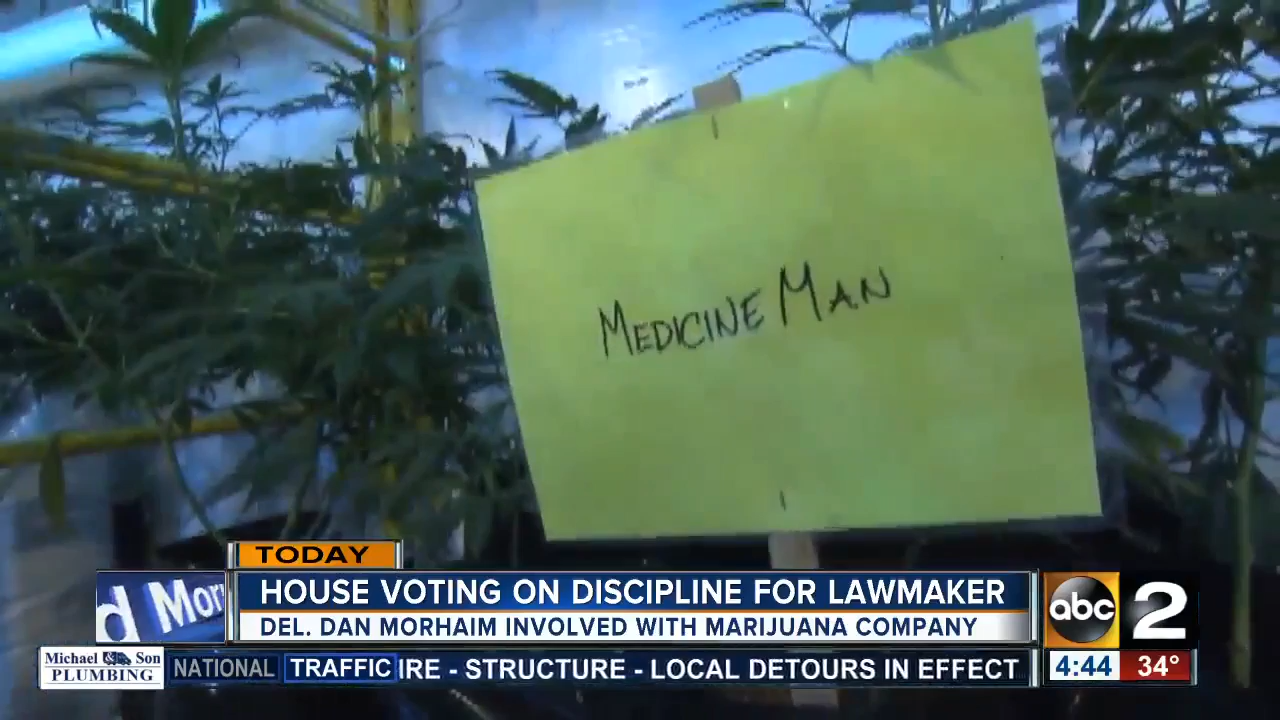 MEDICINE MAN
TODAY
d Mor
HOUSE VOTING ON DISCIPLINE FOR LAWMAKER
DEL. DAN MORHAIM INVOLVED WITH MARIJUANA COMPANY
abc 2
Michael & Son
PLUMBING
NATIONAL TRAFFIC IRE - STRUCTURE - LOCAL DETOURS IN EFFECT
4:44 34°